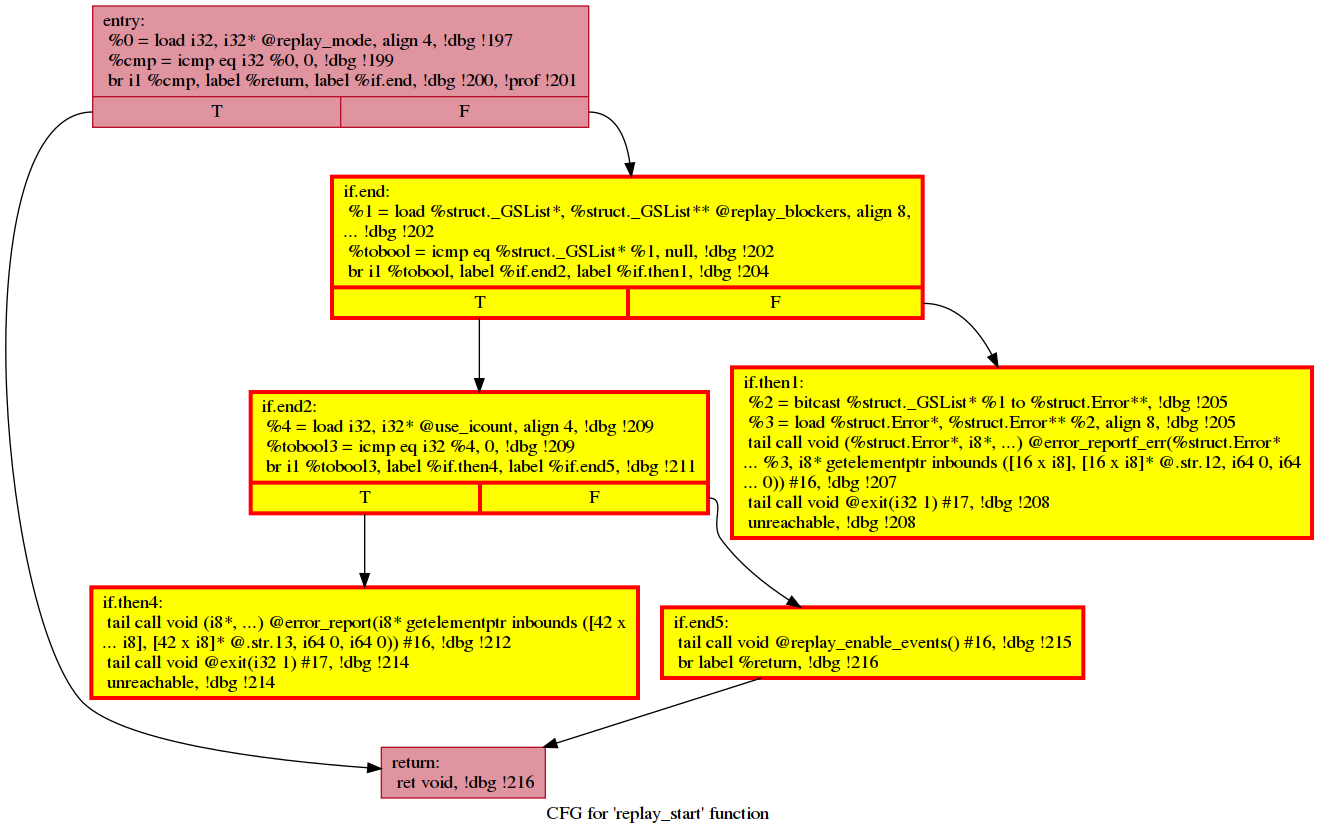 entry:
%0 = load i32, i32* @replay_mode, align 4, !dbg !197
%cmp = icmp eq i32 %0, 0, !dbg !199
br i1 %cmp, label %return, label %if.end, !dbg !200, !prof !201
T
F
if.end:
%1 = load %struct._GSList*, %struct._GSList** @replay_blockers, align 8,
... !dbg !202
%tobool = icmp eq %struct._GSList* %1, null, !dbg !202
br i1 %tobool, label %if.end2, label %if.then1, !dbg !204
T
F
if.then1:
%2 = bitcast %struct._GSList* %1 to %struct.Error**, !dbg !205
%3 = load %struct.Error*, %struct.Error** %2, align 8, !dbg !205
tail call void (%struct.Error*, i8*, ...) @error_reportf_err(%struct.Error*
... %3, i8* getelementptr inbounds ([16 x i8], [16 x i8]* @.str.12, i64 0, i64
... 0)) #16, !dbg !207
tail call void @exit(i32 1) #17, !dbg !208
unreachable, !dbg !208
if.end2:
%4 = load i32, i32* @use_icount, align 4, !dbg !209
%tobool3 = icmp eq i32 %4, 0, !dbg !209
br i1 %tobool3, label %if.then4, label %if.end5, !dbg !211
T
F
if.then4:
tail call void (i8*, ...) @error_report(i8* getelementptr inbounds ([42 x
... i8], [42 x i8]* @.str.13, i64 0, i64 0)) #16, !dbg !212
tail call void @exit(i32 1) #17, !dbg !214
unreachable, !dbg !214
if.end5:
tail call void @replay_enable_events() #16, !dbg !215
br label %return, !dbg !216
return:
ret void, !dbg !216
CFG for 'replay_start' function